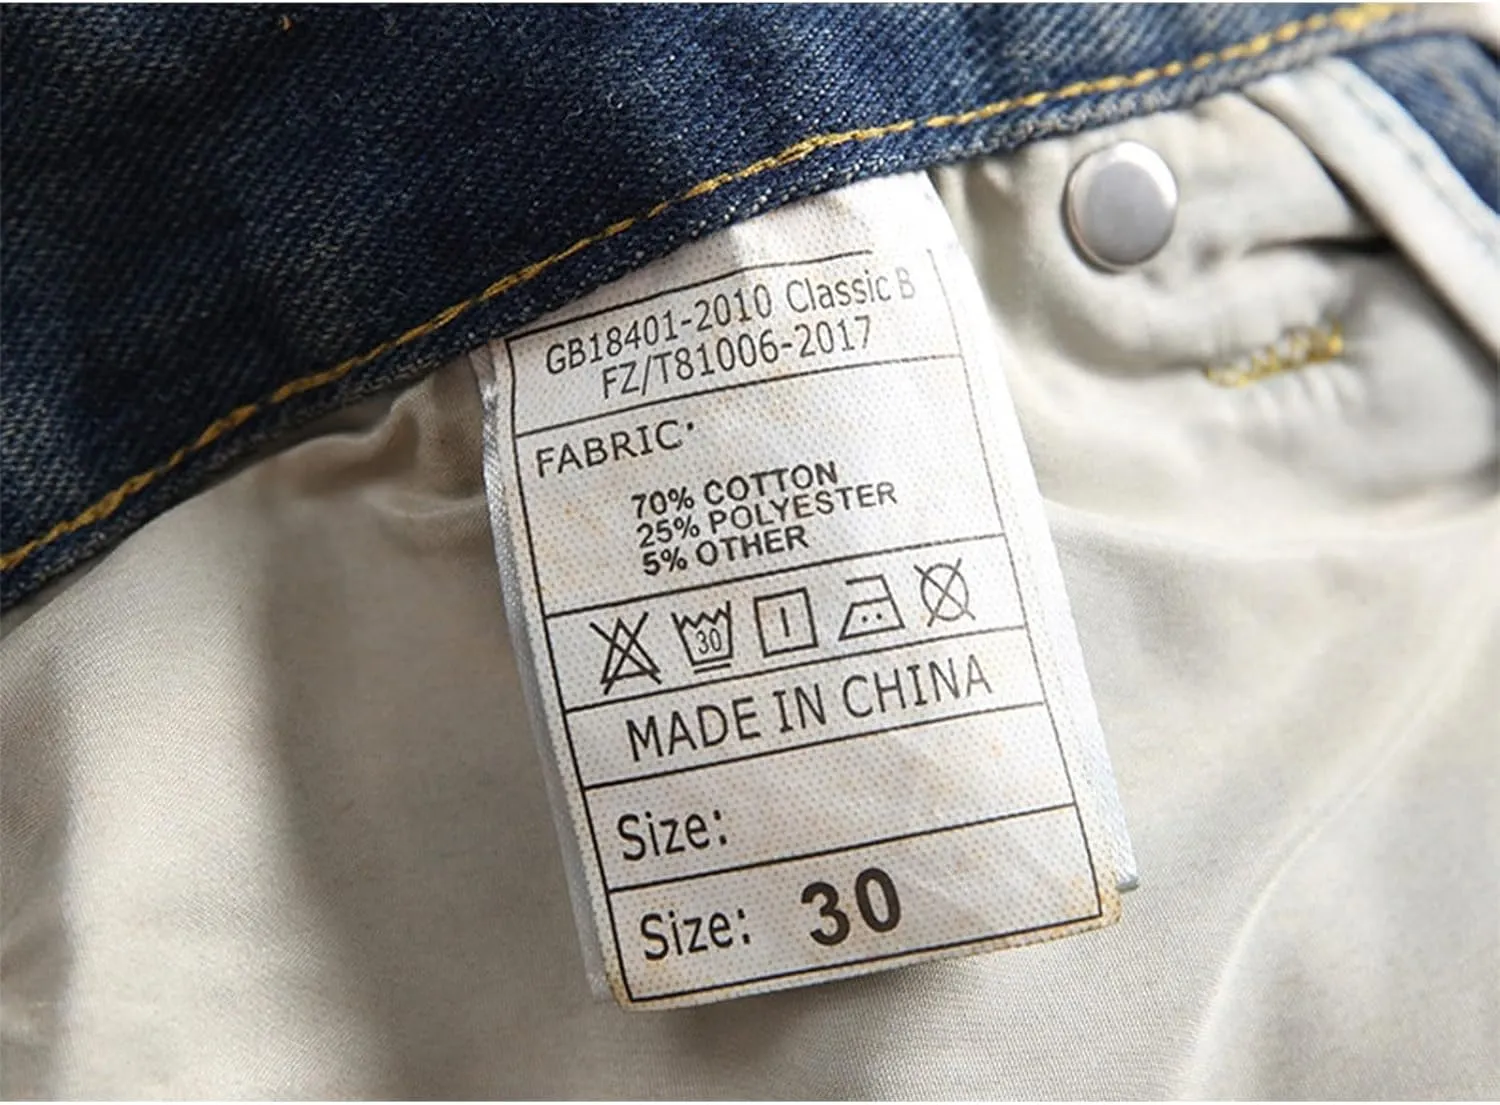 GB18401-2010 Classic B
FZ/T81006-2017
FABRIC:
70% COTTON
25% POLYESTER
5% OTHER
30
MADE IN CHINA
Size:
Size: 30